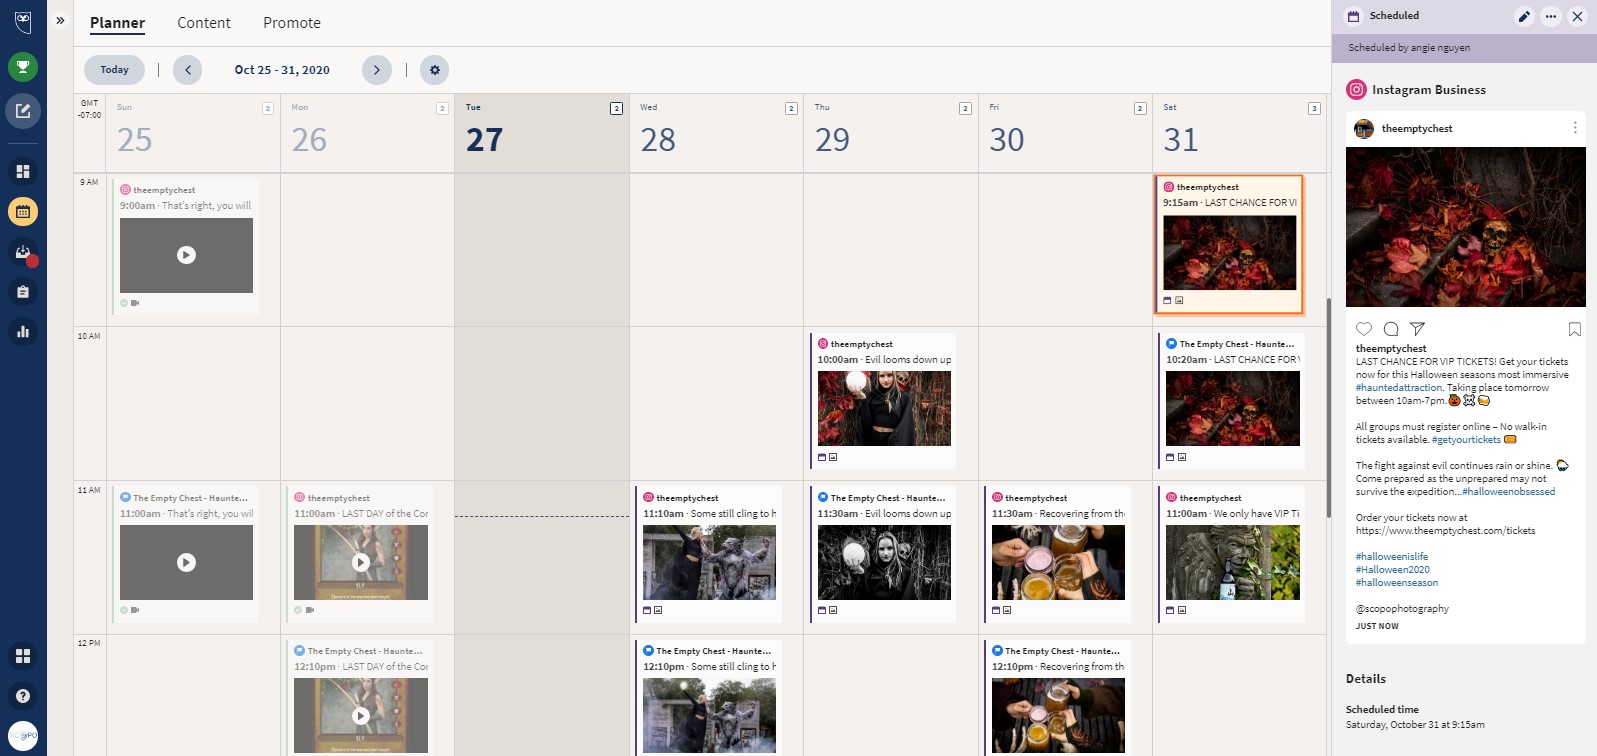 Planner Content Promote
Today Oct 25 - 31, 2020
GMT
-07:00
Sun 2
25
Mon 2
26
Tue 2
27
Wed 2
28
Thu 2
29
Fri 2
30
Sat 3
31
9 AM
theemptychest
9:00am · That's right, you will
theemptychest
9:15am · LAST CHANCE FOR VI
10 AM
theemptychest
10:00am · Evil looms down up
The Empty Chest - Haunte...
10:20am · LAST CHANCE FOR
11 AM
The Empty Chest - Haunte...
11:00am · That's right, you wil
theemptychest
11:00am · LAST DAY of the Cor
theemptychest
11:10am · Some still cling to h
The Empty Chest - Haunte...
11:30am · Evil looms down up
theemptychest
11:30am · Recovering from th
theemptychest
11:00am · We only have VIP Ti
12 PM
The Empty Chest - Haunte...
12:10pm · LAST DAY of the Cor
The Empty Chest - Haunte...
12:10pm · Some still cling to h
The Empty Chest - Haunte...
12:10pm · Recovering from th
Scheduled
Scheduled by angie nguyen
Instagram Business
theemptychest
theemptychest
LAST CHANCE FOR VIP TICKETS! Get your tickets
now for this Halloween seasons most immersive
#hauntedattraction. Taking place tomorrow
between 10am-7pm.
All groups must register online – No walk-in
tickets available. #getyourtickets
The fight against evil continues rain or shine.
Come prepared as the unprepared may not
survive the expedition...#halloweenobsessed
Order your tickets now at
https://www.theemptychest.com/tickets
#halloweenislife
#Halloween2020
#halloweenseason
@scopophotography
JUST NOW
Details
Scheduled time
Saturday, October 31 at 9:15am